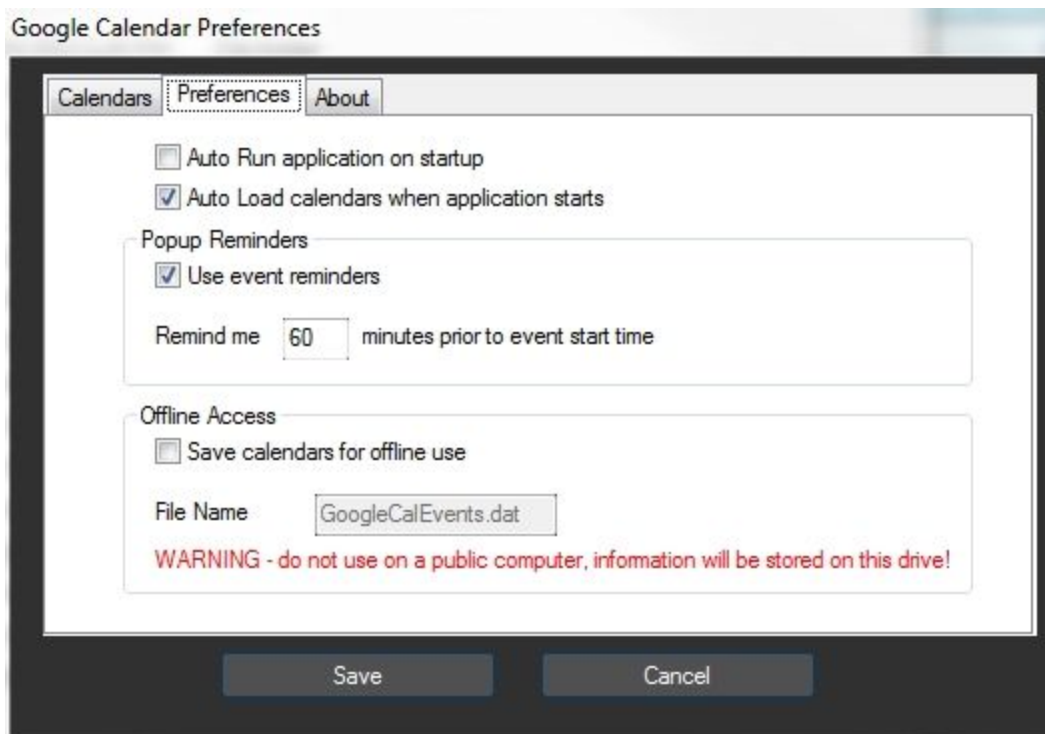 Google Calendar Preferences
Calendars Preferences About
Auto Run application on startup
Auto Load calendars when application starts
Popup Reminders
Use event reminders
Remind me 60 minutes prior to event start time
Offline Access
Save calendars for offline use
File Name GoogleCalEvents.dat
WARNING - do not use on a public computer, information will be stored on this drive!
Save Cancel